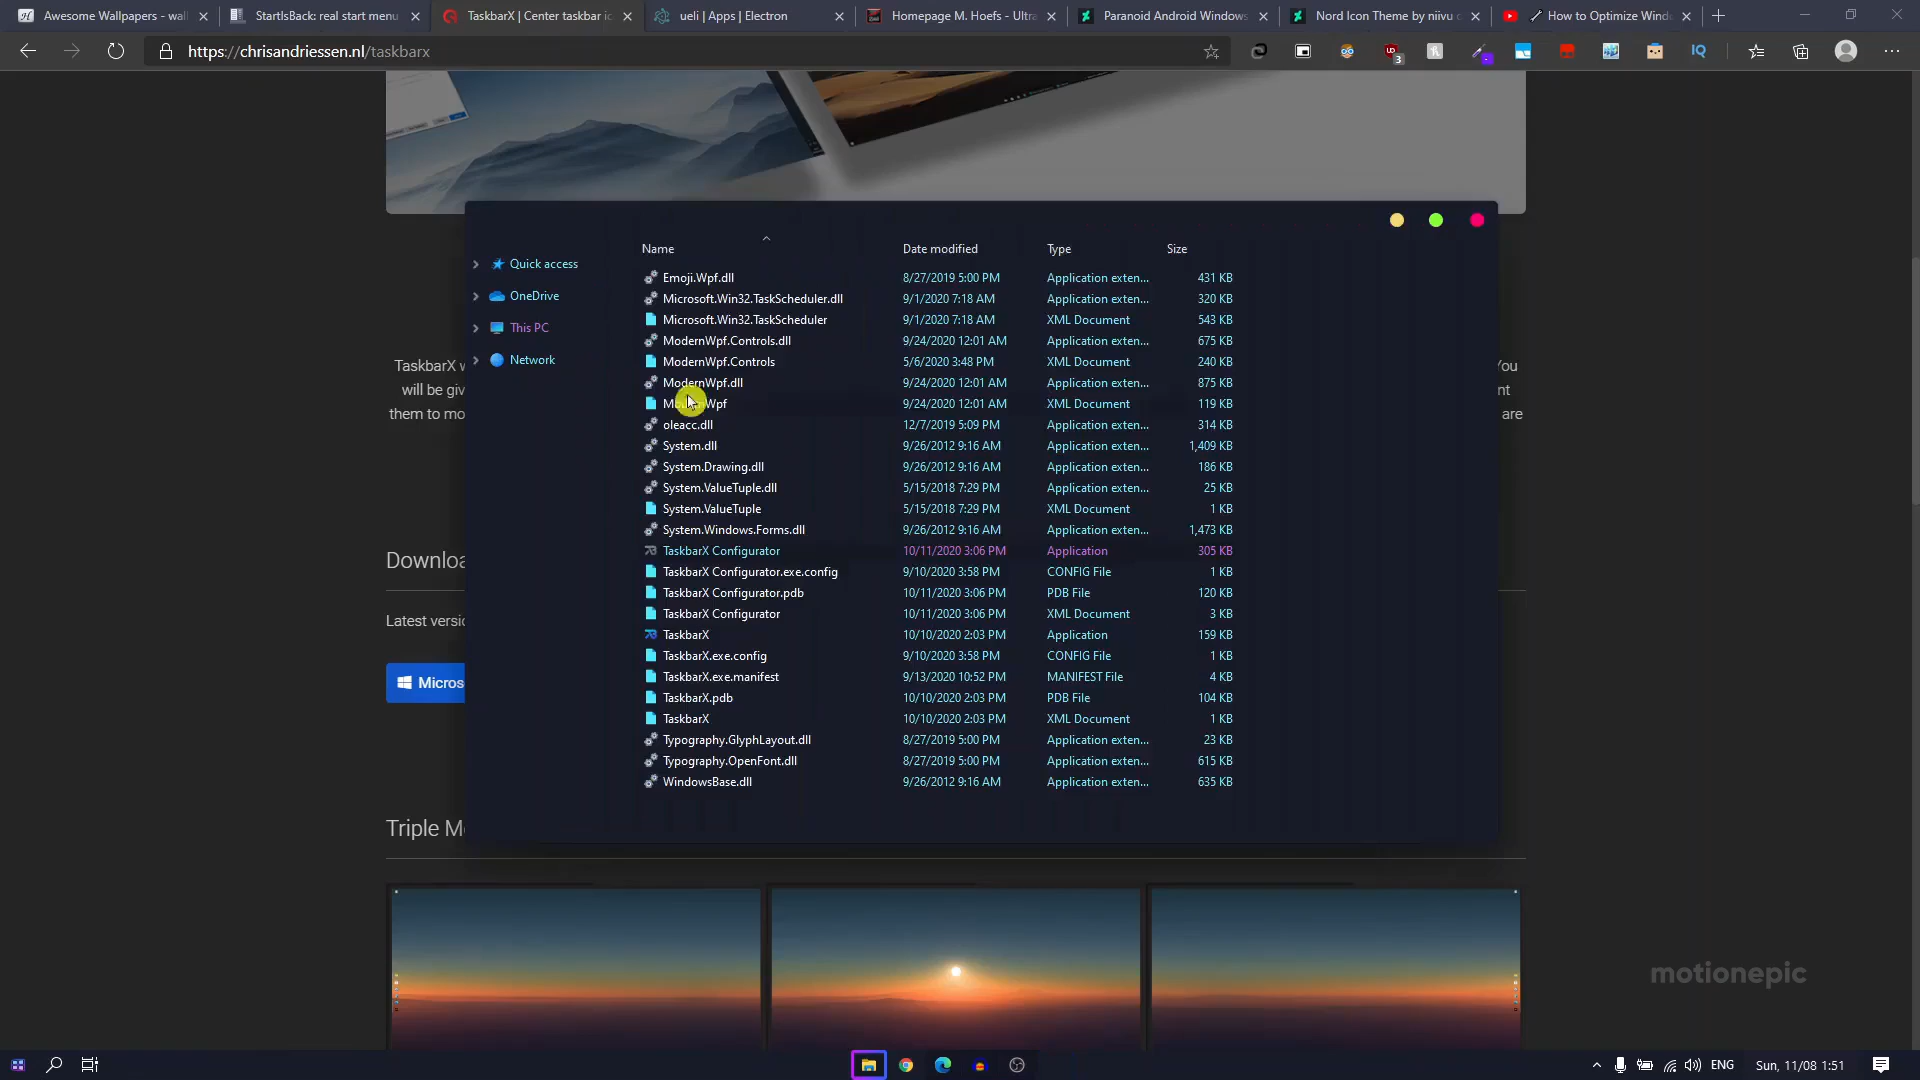 Awesome Wallpapers - wal
StartIsBack: real start menu
TaskbarX | Center taskbar ic
ueli | Apps | Electron
Homepage M. Hoefs - Ultra
Paranoid Android Windows
Nord Icon Theme by niivu o
How to Optimize Windo
https://chrisandriessen.nl/taskbarx
3
IQ
Name
Date modified
Type
Size
Quick access
OneDrive
This PC
Network
Emoji.Wpf.dll 8/27/2019 5:00 PM Application exten... 431 KB
Microsoft.Win32.TaskScheduler.dll 9/1/2020 7:18 AM Application exten... 320 KB
Microsoft.Win32.TaskScheduler 9/1/2020 7:18 AM XML Document 543 KB
ModernWpf.Controls.dll 9/24/2020 12:01 AM Application exten... 675 KB
ModernWpf.Controls 5/6/2020 3:48 PM XML Document 240 KB
ModernWpf.dll 9/24/2020 12:01 AM Application exten... 875 KB
ModernWpf 9/24/2020 12:01 AM XML Document 119 KB
oleacc.dll 12/7/2019 5:09 PM Application exten... 314 KB
System.dll 9/26/2012 9:16 AM Application exten... 1,409 KB
System.Drawing.dll 9/26/2012 9:16 AM Application exten... 186 KB
System.ValueTuple.dll 5/15/2018 7:29 PM Application exten... 25 KB
System.ValueTuple 5/15/2018 7:29 PM XML Document 1 KB
System.Windows.Forms.dll 9/26/2012 9:16 AM Application exten... 1,473 KB
TaskbarX Configurator 10/11/2020 3:06 PM Application 305 KB
TaskbarX Configurator.exe.config 9/10/2020 3:58 PM CONFIG File 1 KB
TaskbarX Configurator.pdb 10/11/2020 3:06 PM PDB File 120 KB
TaskbarX Configurator 10/11/2020 3:06 PM XML Document 3 KB
TaskbarX 10/10/2020 2:03 PM Application 159 KB
TaskbarX.exe.config 9/10/2020 3:58 PM CONFIG File 1 KB
TaskbarX.exe.manifest 9/13/2020 10:52 PM MANIFEST File 4 KB
TaskbarX.pdb 10/10/2020 2:03 PM PDB File 104 KB
TaskbarX 10/10/2020 2:03 PM XML Document 1 KB
Typography.GlyphLayout.dll 8/27/2019 5:00 PM Application exten... 23 KB
Typography.OpenFont.dll 8/27/2019 5:00 PM Application exten... 615 KB
WindowsBase.dll 9/26/2012 9:16 AM Application exten... 635 KB
TaskbarX w
You
will be giv
nt
them to mo
are
Downloa
Latest versio
Micros
Triple Mo
motionepic
ENG
Sun, 11/08 1:51